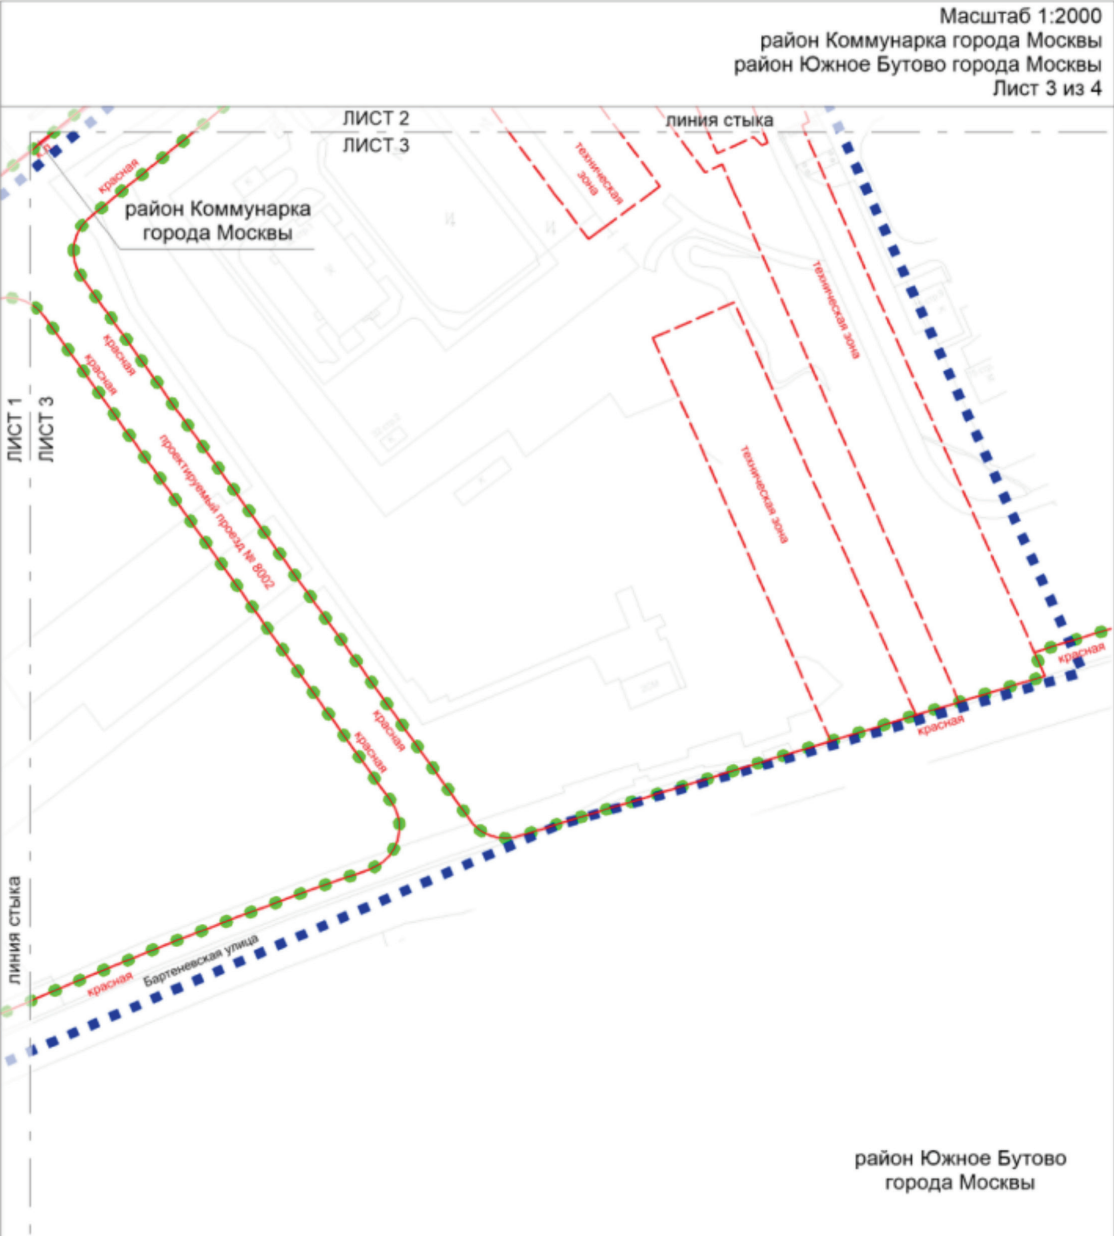 Масштаб 1:2000
район Коммунарка города Москвы
район Южное Бутово города Москвы
Лист 3 из 4
ЛИСТ 2
линия стыка
ЛИСТ 3
красная
техническая
зона
район Коммунарка
города Москвы
техническая зона
красная
красная
ЛИСТ 1
ЛИСТ 3
проектируемый проезд № 8002
техническая зона
красная
красная
красная
красная
линия стыка
Бартеневская улица
красная
район Южное Бутово
города Москвы